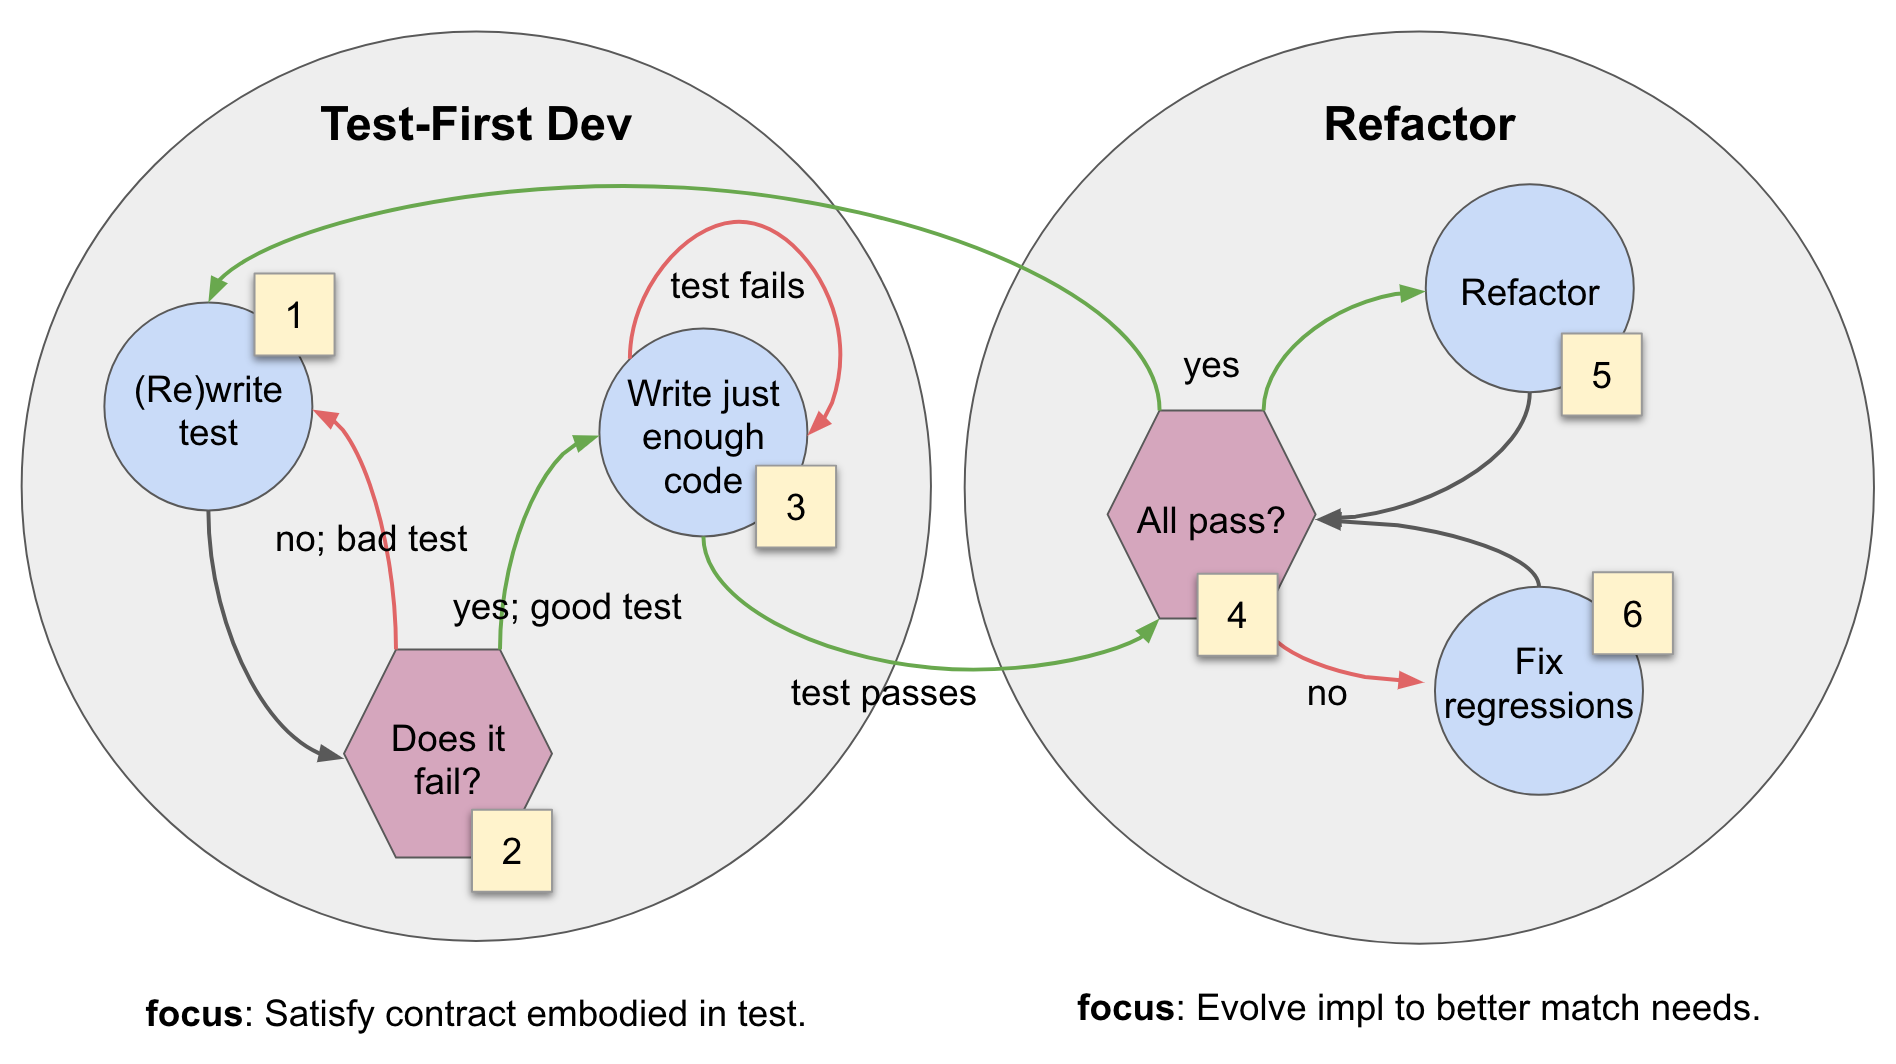 Test-First Dev
Refactor
test fails
1
(Re)write
test
Write just
enough
code
3
no; bad test
yes; good test
Does it
fail?
2
test passes
yes
Refactor
5
All pass?
4
no
6
Fix
regressions
focus: Satisfy contract embodied in test.
focus: Evolve impl to better match needs.